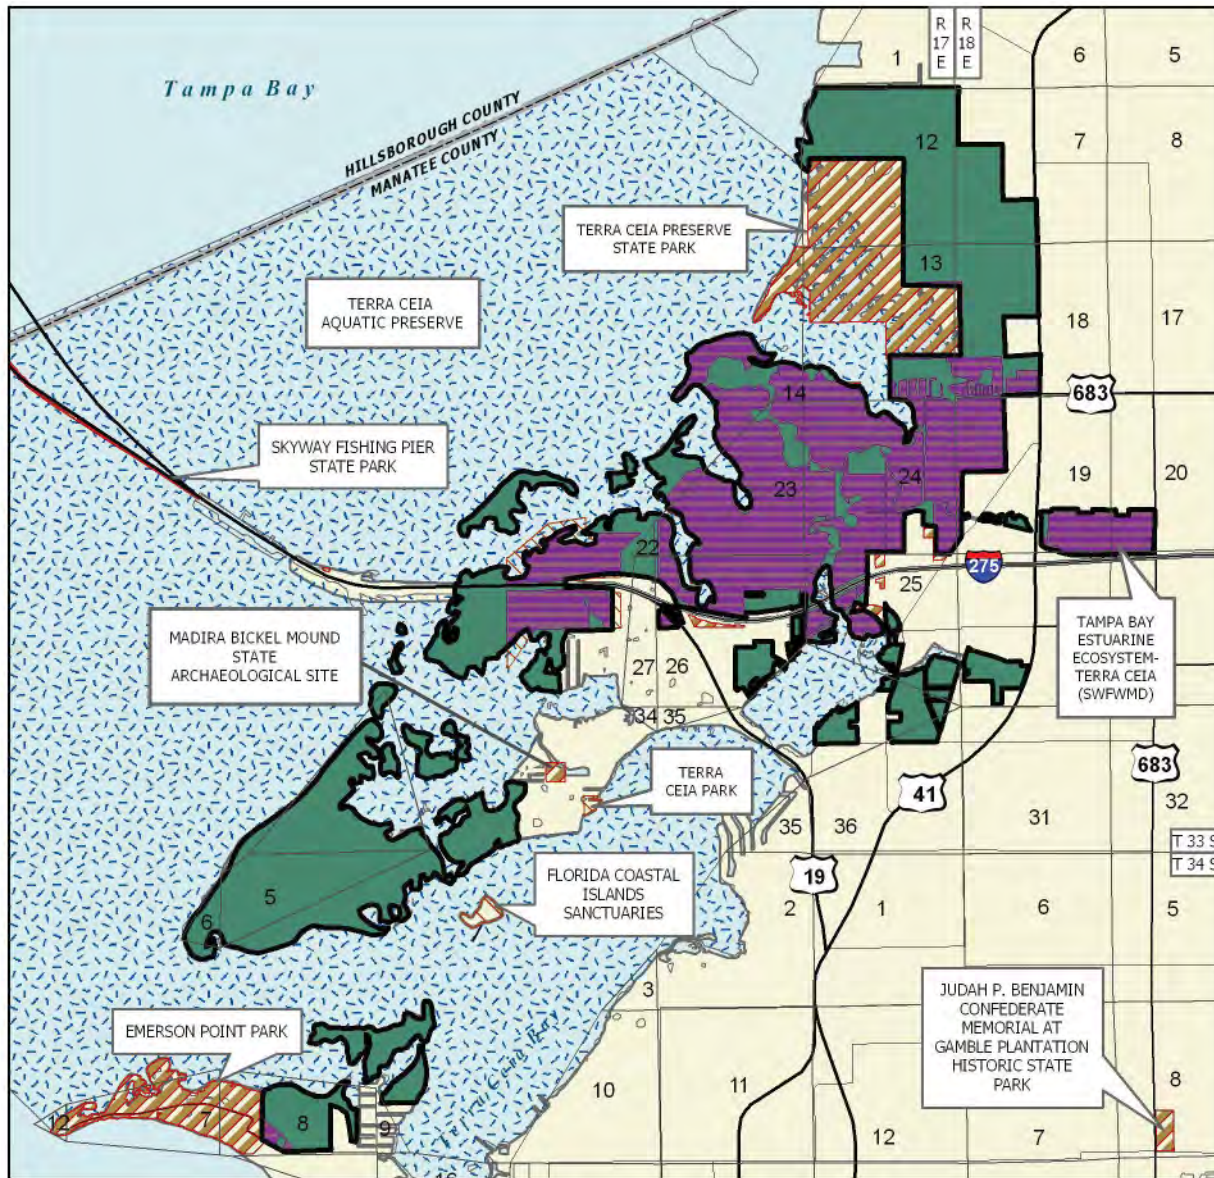 R R
17 18
E E
1
6
5
Tampa Bay
HILLSBOROUGH COUNTY
MANATEE COUNTY
12
7
8
TERRA CEIA PRESERVE
STATE PARK
13
TERRA CEIA
AQUATIC PRESERVE
18
17
14
683
SKYWAY FISHING PIER
STATE PARK
23
24
19
20
22
275
25
MADIRA BICKEL MOUND
STATE
ARCHAEOLOGICAL SITE
TAMPA BAY
ESTUARINE
ECOSYSTEM-
TERRA CEIA
(SWFWMD)
27
26
34
35
TERRA
CEIA PARK
683
41
32
35
36
31
T 33 S
T 34 S
19
FLORIDA COASTAL
ISLANDS
SANCTUARIES
5
6
2
1
6
5
3
JUDAH P. BENJAMIN
CONFEDERATE
MEMORIAL AT
GAMBLE PLANTATION
HISTORIC STATE
PARK
EMERSON POINT PARK
Terra Ceia Bay
10
11
8
12
7
8
9
12
7
16